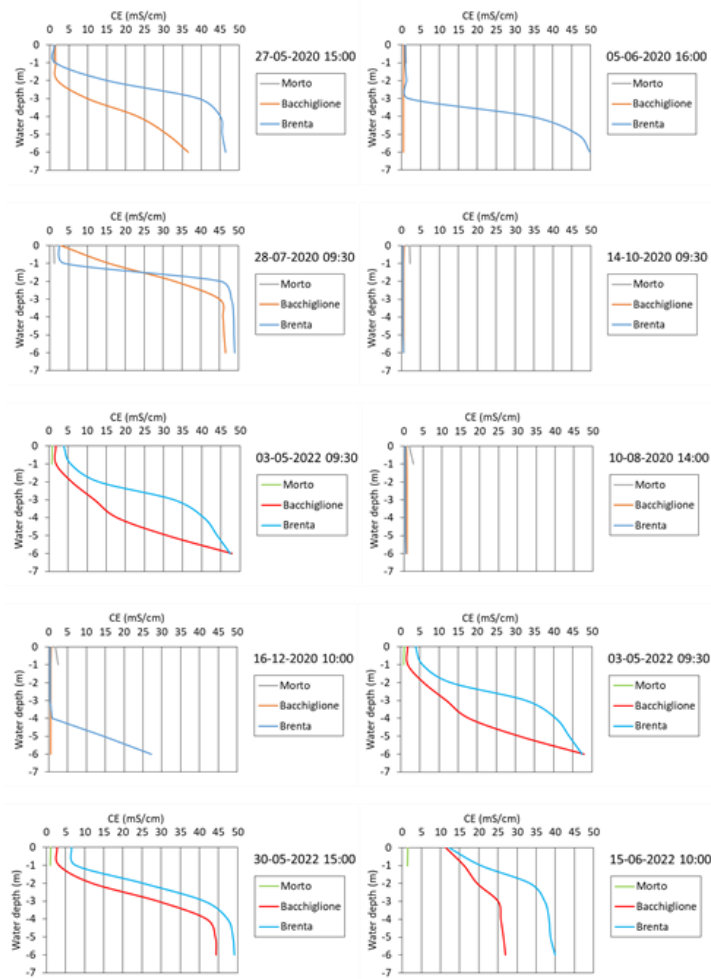 CE (mS/cm)
0 5 10 15 20 25 30 35 40 45 50
0
-1
-2
-3
-4
-5
-6
-7
Water depth (m)
27-05-2020 15:00
Morto
Bacchiglione
Brenta
CE (mS/cm)
0 5 10 15 20 25 30 35 40 45 50
0
-1
-2
-3
-4
-5
-6
-7
Water depth (m)
05-06-2020 16:00
Morto
Bacchiglione
Brenta
CE (mS/cm)
0 5 10 15 20 25 30 35 40 45 50
0
-1
-2
-3
-4
-5
-6
-7
Water depth (m)
28-07-2020 09:30
Morto
Bacchiglione
Brenta
CE (mS/cm)
0 5 10 15 20 25 30 35 40 45 50
0
-1
-2
-3
-4
-5
-6
-7
Water depth (m)
14-10-2020 09:30
Morto
Bacchiglione
Brenta
CE (mS/cm)
0 5 10 15 20 25 30 35 40 45 50
0
-1
-2
-3
-4
-5
-6
-7
Water depth (m)
03-05-2022 09:30
Morto
Bacchiglione
Brenta
CE (mS/cm)
0 5 10 15 20 25 30 35 40 45 50
0
-1
-2
-3
-4
-5
-6
-7
Water depth (m)
10-08-2020 14:00
Morto
Bacchiglione
Brenta
CE (mS/cm)
0 5 10 15 20 25 30 35 40 45 50
0
-1
-2
-3
-4
-5
-6
-7
Water depth (m)
16-12-2020 10:00
Morto
Bacchiglione
Brenta
CE (mS/cm)
0 5 10 15 20 25 30 35 40 45 50
0
-1
-2
-3
-4
-5
-6
-7
Water depth (m)
03-05-2022 09:30
Morto
Bacchiglione
Brenta
CE (mS/cm)
0 5 10 15 20 25 30 35 40 45 50
0
-1
-2
-3
-4
-5
-6
-7
Water depth (m)
30-05-2022 15:00
Morto
Bacchiglione
Brenta
CE (mS/cm)
0 5 10 15 20 25 30 35 40 45 50
0
-1
-2
-3
-4
-5
-6
-7
Water depth (m)
15-06-2022 10:00
Morto
Bacchiglione
Brenta